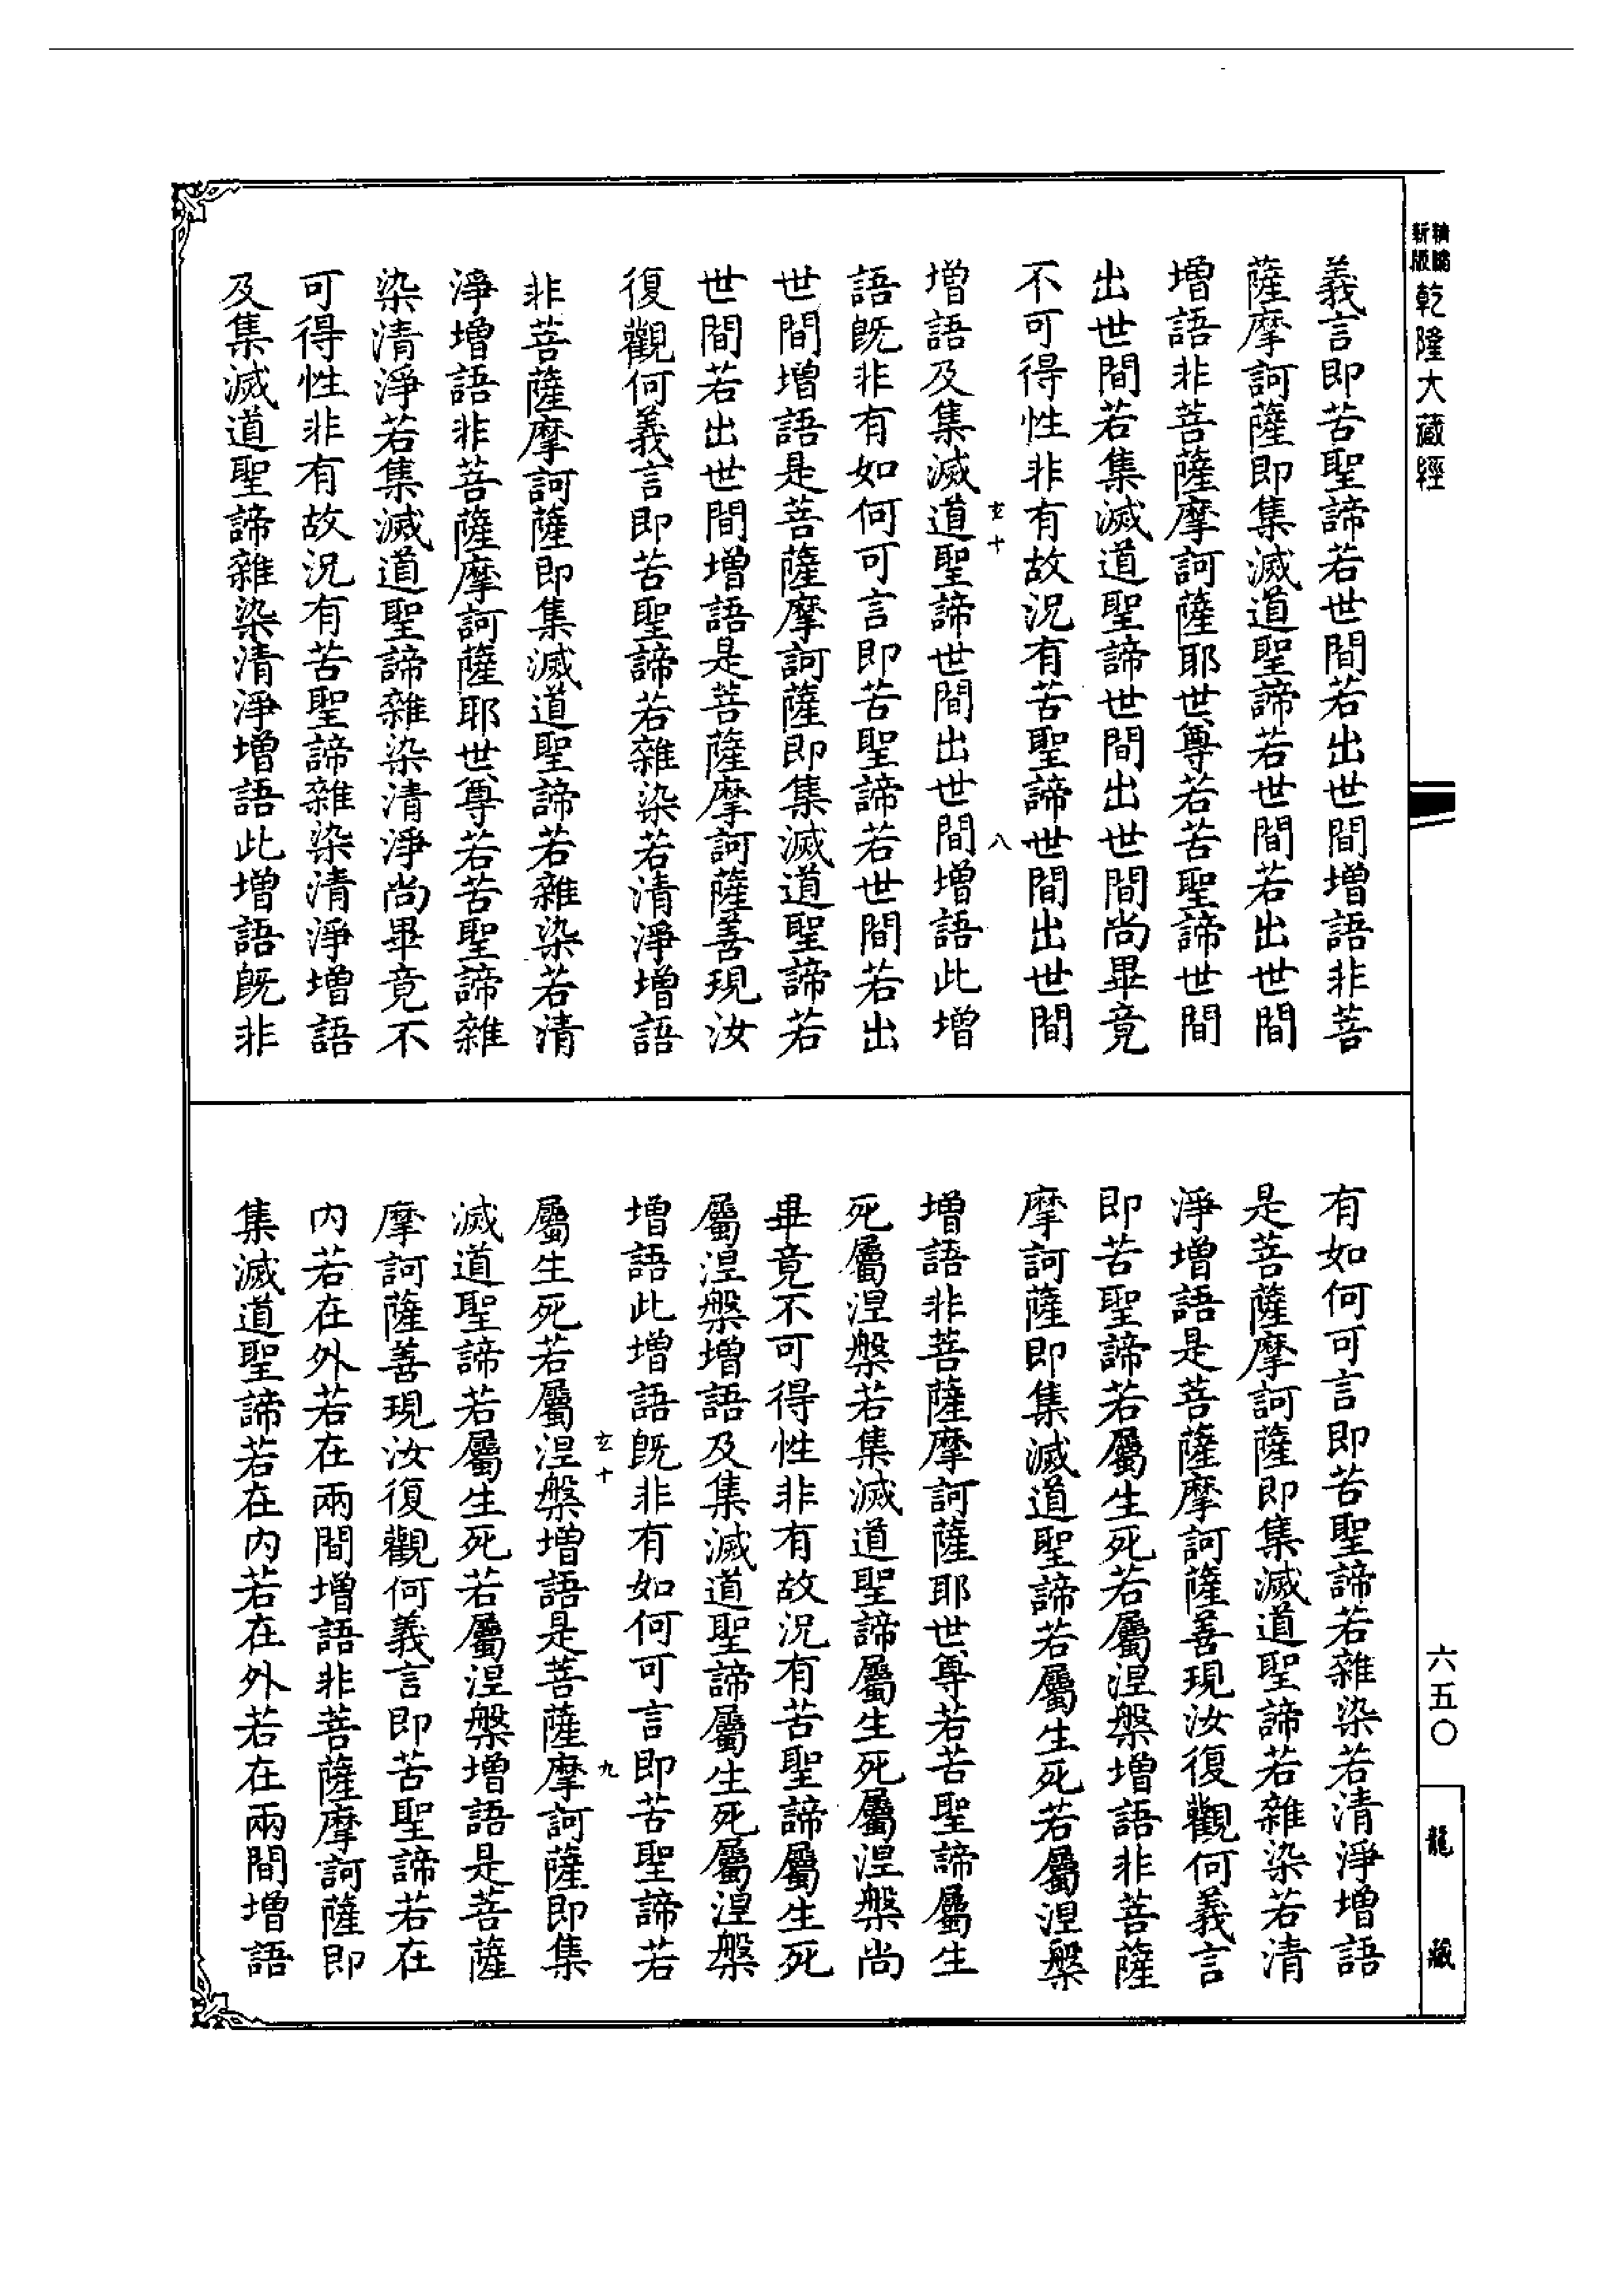 新版精編乾隆大藏經
義言即苦聖諦若世間若出世間增語非菩
薩摩訶薩即集滅道聖諦若世間若出世間
增語非菩薩摩訶薩耶世尊若苦聖諦世間
出世間若集滅道聖諦世間出世間尚畢竟
不可得性非有故況有苦聖諦世間出世間
玄十 八
增語及集滅道聖諦世間出世間增語此增
語既非有如何可言即苦聖諦若世間若出
世間增語是菩薩摩訶薩即集滅道聖諦若
世間若出世間增語是菩薩摩訶薩善現汝
復觀何義言即苦聖諦若雜染若清淨增語
非菩薩摩訶薩即集滅道聖諦若雜染若清
淨增語非菩薩摩訶薩耶世尊若苦聖諦雜
染清淨若集滅道聖諦雜染清淨尚畢竟不
可得性非有故況有苦聖諦雜染清淨增語
及集滅道聖諦雜染清淨增語此增語既非
有如何可言即苦聖諦若雜染若清淨增語
是菩薩摩訶薩即集滅道聖諦若雜染若清
淨增語是菩薩摩訶薩善現汝復觀何義言
即苦聖諦若屬生死若屬涅槃增語非菩薩
摩訶薩即集滅道聖諦若屬生死若屬涅槃
增語非菩薩摩訶薩耶世尊若苦聖諦屬生
死屬涅槃若集滅道聖諦屬生死屬涅槃尚
畢竟不可得性非有故況有苦聖諦屬生死
屬涅槃增語及集滅道聖諦屬生死屬涅槃
增語此增語既非有如何可言即苦聖諦若
玄十 九
屬生死若屬涅槃增語是菩薩摩訶薩即集
滅道聖諦若屬生死若屬涅槃增語是菩薩
摩訶薩善現汝復觀何義言即苦聖諦若在
內若在外若在兩間增語非菩薩摩訶薩即
集滅道聖諦若在內若在外若在兩間增語
六五〇
龍藏